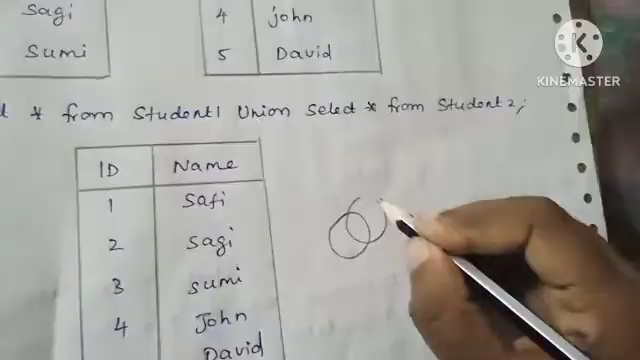 sagi
Sumi
4 john
5 David
* from Student1 Union Select * from Student2;
ID Name
1 Safi
2 sagi
3 sumi
4 John
David
KINEMASTER